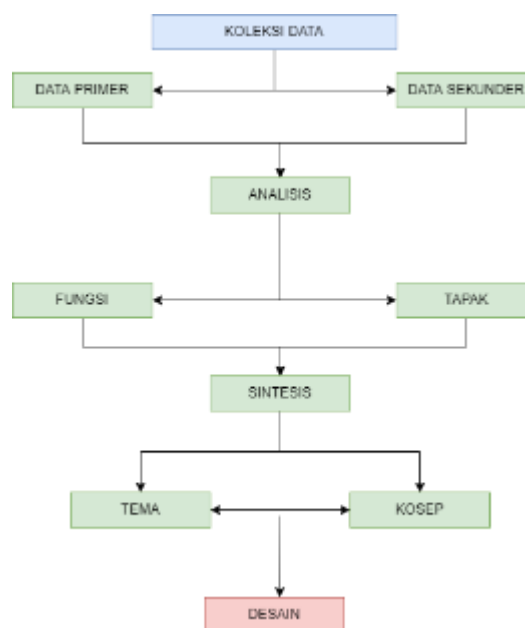 KOLEKSI DATA
DATA PRIMER
DATA SEKUNDER
ANALISIS
FUNGSI
TAPAK
SINTESIS
TEMA
KOSEP
DESAIN